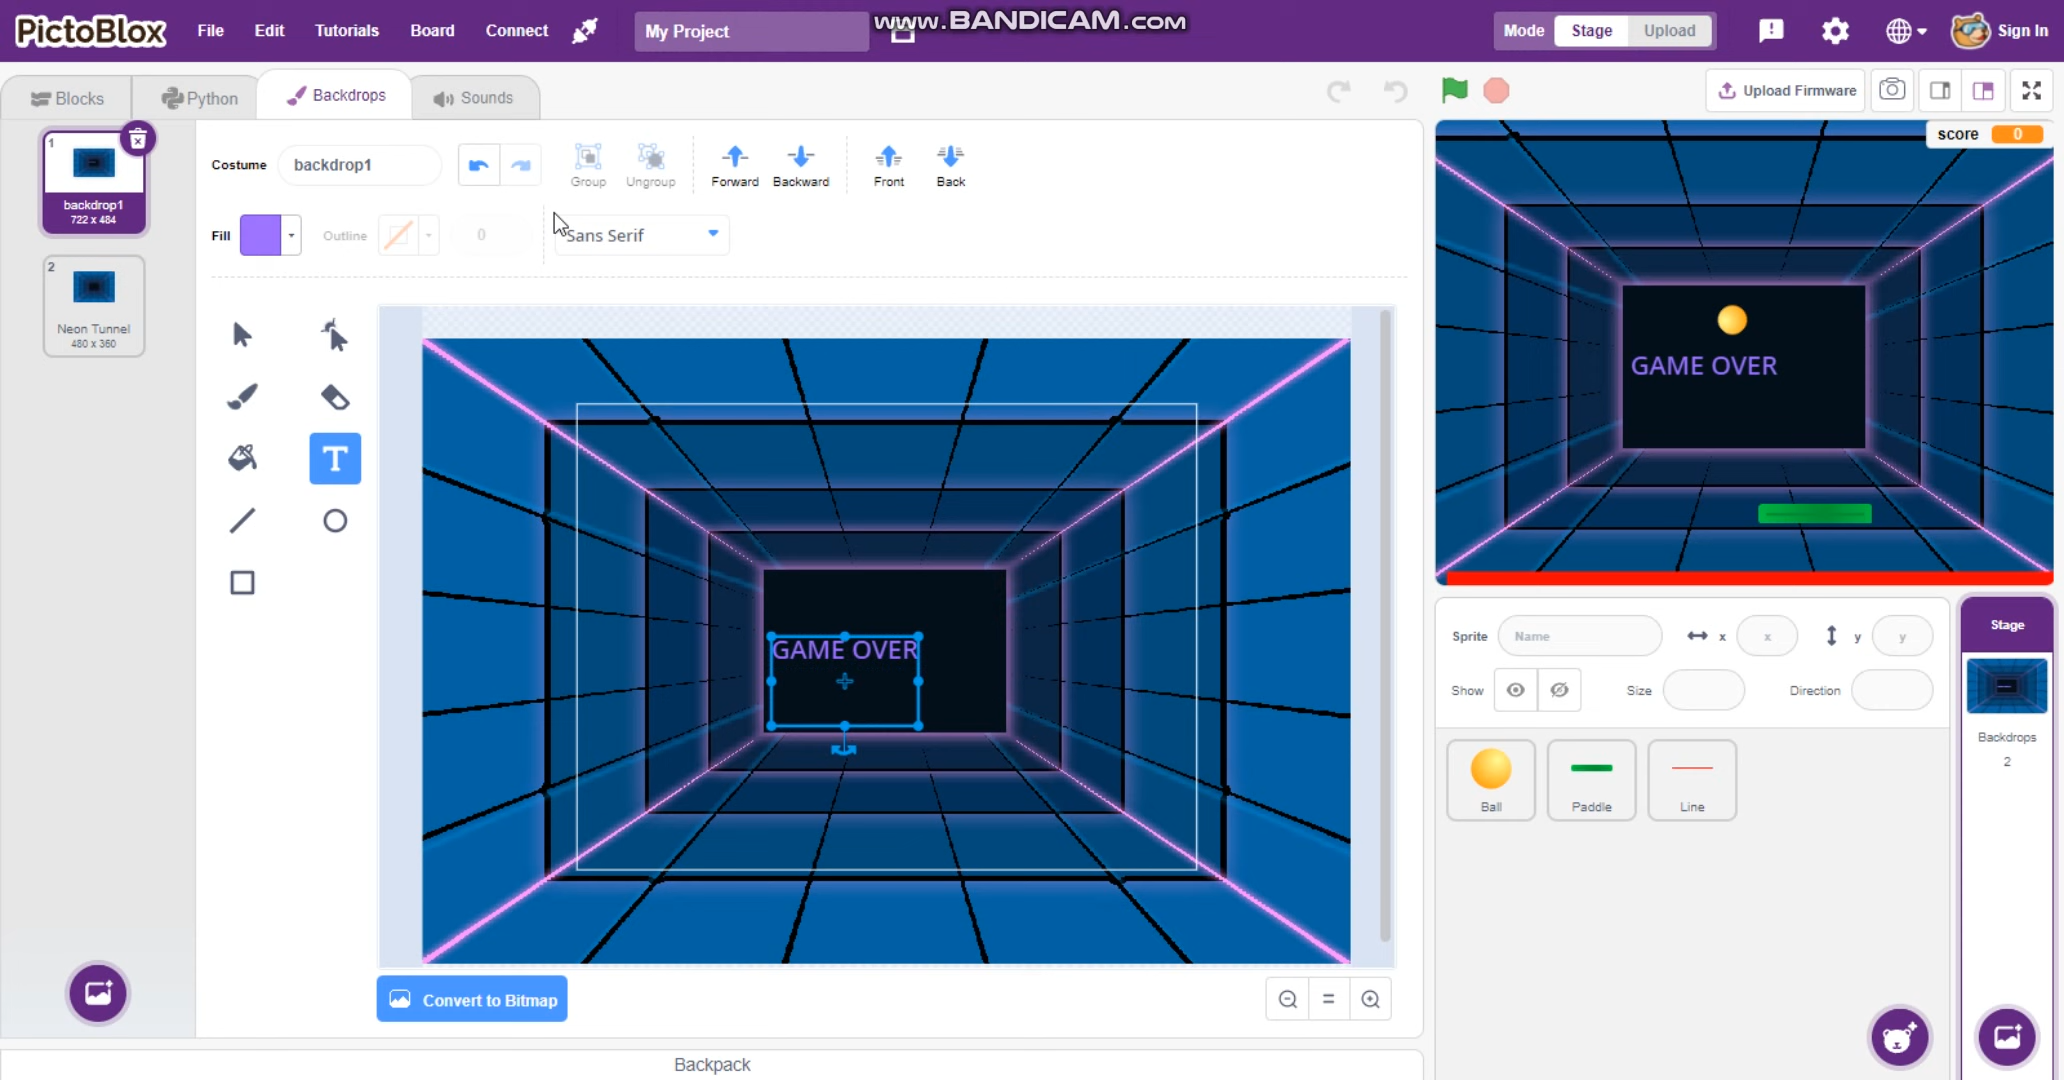 PictoBlox File Edit Tutorials Board Connect My Project www.BANDICAM.com Mode Stage Upload Sign In
Blocks Python Backdrops Sounds Upload Firmware
1
backdrop1
722 x 484
2
Neon Tunnel
480 x 360
Costume backdrop1 Group Ungroup Forward Backward Front Back
Fill Outline 0 Sans Serif
T
GAME OVER
Convert to Bitmap
Backpack
score 0
GAME OVER
Sprite Name x x y y
Show Size Direction
Ball Paddle Line
Stage
Backdrops
2